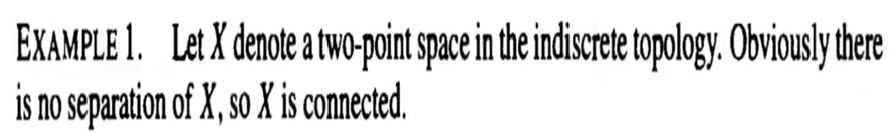 EXAMPLE 1. Let X denote a two-point space in the indiscrete topology. Obviously there
is no separation of X, so X is connected.